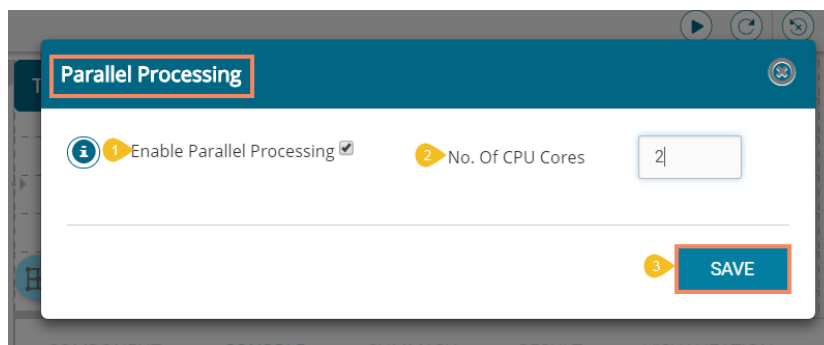 T
Parallel Processing
1 Enable Parallel Processing
2 No. Of CPU Cores
2
3
SAVE